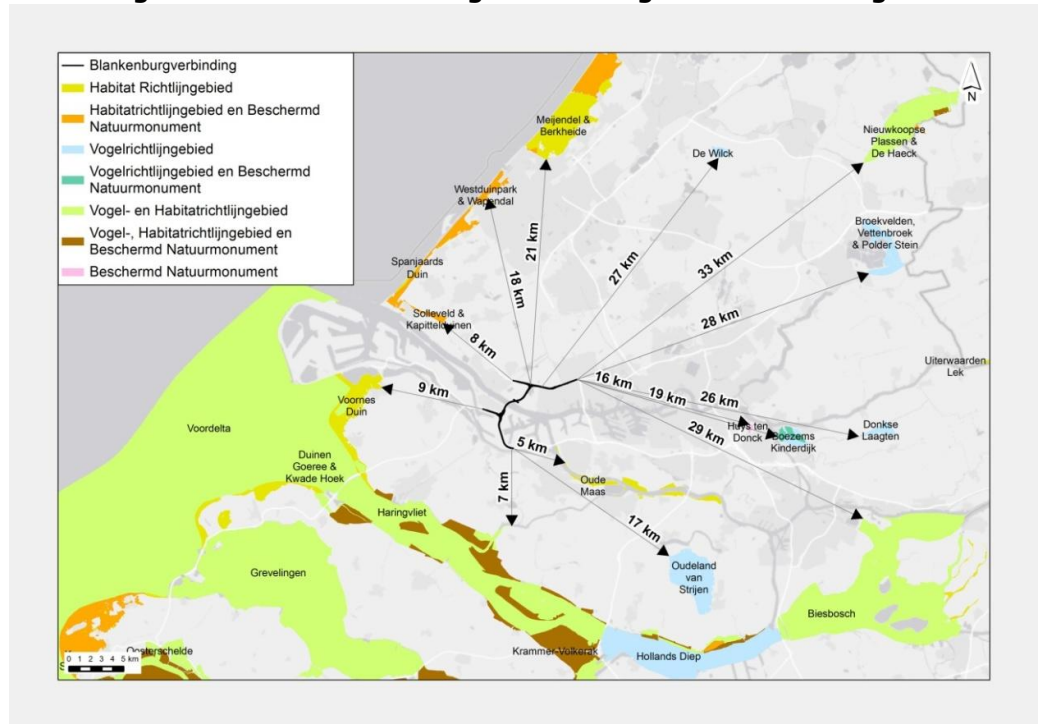 Blankenburgverbinding
Habitat Richtlijngebied
Habitatrichtlijngebied en Beschermd
Natuurmonument
Vogelrichtlijngebied
Vogelrichtlijngebied en Beschermd
Natuurmonument
Vogel- en Habitatrichtlijngebied
Vogel-, Habitatrichtlijngebied en
Beschermd Natuurmonument
Beschermd Natuurmonument
N
Meijendel &
Berkheide
De Wilck
Nieuwkoopse
Plassen &
De Haeck
Westduinpark
& Wapendal
Broekvelden,
Vettenbroek
& Polder Stein
21 km
27 km
33 km
18 km
Spanjaards
Duin
28 km
Solleveld &
Kapittelduinen
8 km
Uiterwaarden
Lek
16 km
19 km
26 km
9 km
Voornes
Duin
29 km
Huys ten
Donck
Boezems
Kinderdijk
Donkse
Laagten
Voordelta
5 km
Duinen
Goeree &
Kwade Hoek
7 km
Oude
Maas
Haringvliet
17 km
Grevelingen
Oudeland
van
Strijen
Biesbosch
Oosterschelde
Krammer-Volkerak
Hollands Diep
0 1 2 3 4 5 km